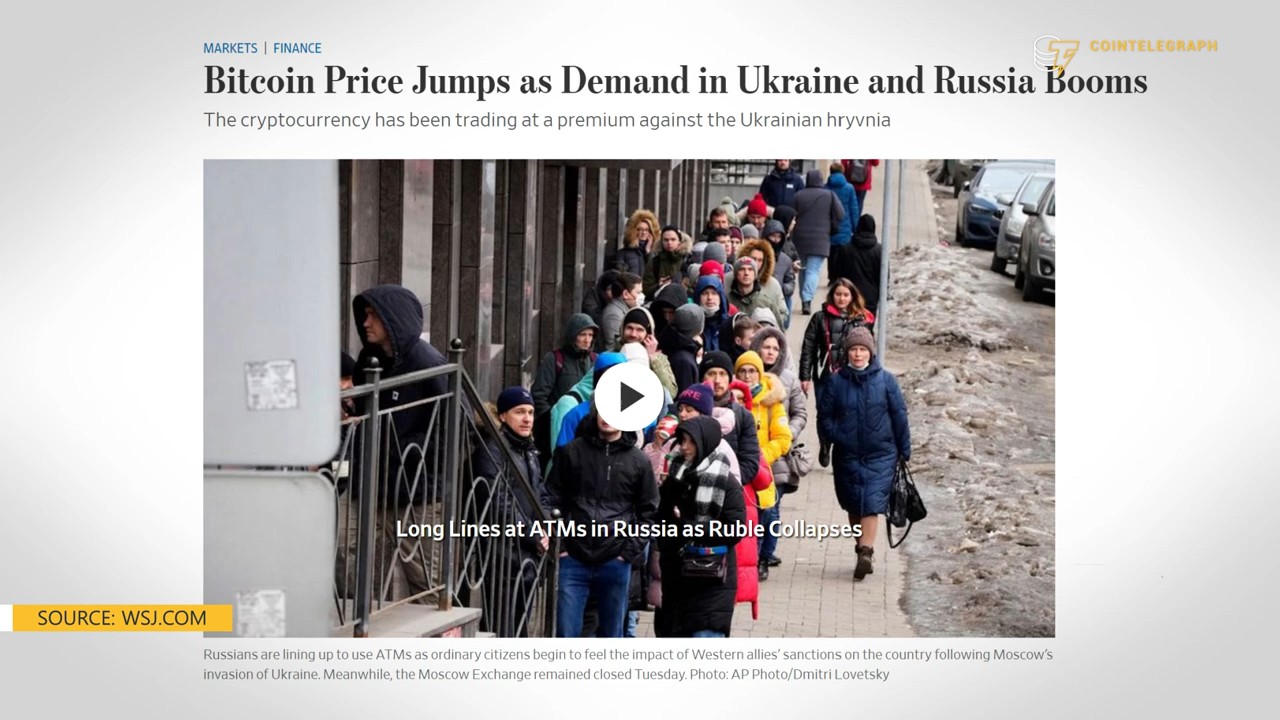 MARKETS | FINANCE
COINTELEGRAPH
Bitcoin Price Jumps as Demand in Ukraine and Russia Booms
The cryptocurrency has been trading at a premium against the Ukrainian hryvnia
Long Lines at ATMs in Russia as Ruble Collapses
SOURCE: WSJ.COM
Russians are lining up to use ATMs as ordinary citizens begin to feel the impact of Western allies’ sanctions on the country following Moscow’s
invasion of Ukraine. Meanwhile, the Moscow Exchange remained closed Tuesday. Photo: AP Photo/Dmitri Lovetsky